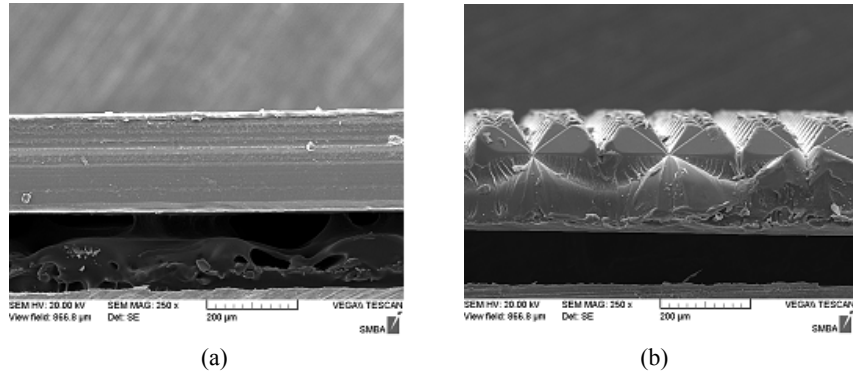 SEM HV: 20.00 kV SEM MAG: 250 x VEGA\\ TESCAN
View field: 866.8 µm Det: SE 200 µm
SMBA
SEM HV: 20.00 kV SEM MAG: 250 x VEGA\\ TESCAN
View field: 866.8 µm Det: SE 200 µm
SMBA
(a) (b)